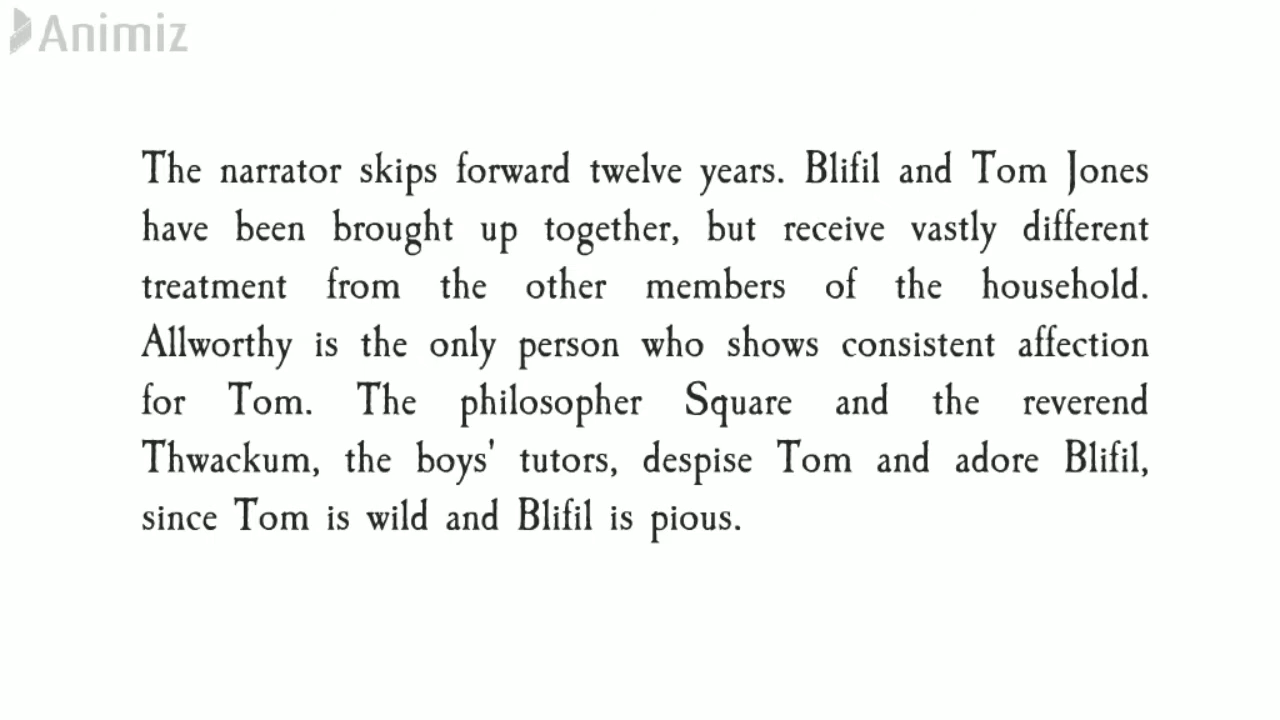 Animiz
The narrator skips forward twelve years. Blifil and Tom Jones
have been brought up together, but receive vastly different
treatment from the other members of the household.
Allworthy is the only person who shows consistent affection
for Tom. The philosopher Square and the reverend
Thwackum, the boys' tutors, despise Tom and adore Blifil,
since Tom is wild and Blifil is pious.